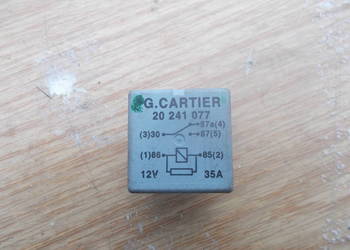 G.CARTIER
20 241 077
87a(4)
(3)30 87(5)
(1)86 85(2)
12V 35A